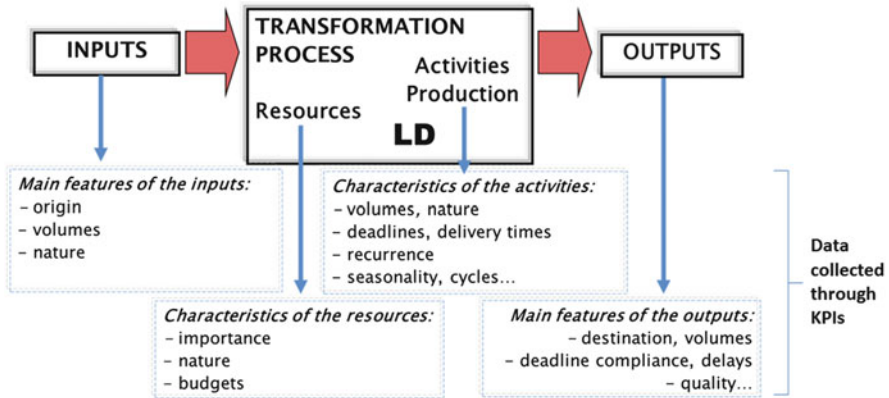 INPUTS
TRANSFORMATION
PROCESS
Activities
Production
Resources
LD
OUTPUTS
Main features of the inputs:
– origin
– volumes
– nature
Characteristics of the activities:
– volumes, nature
– deadlines, delivery times
– recurrence
– seasonality, cycles…
Characteristics of the resources:
– importance
– nature
– budgets
Main features of the outputs:
– destination, volumes
– deadline compliance, delays
– quality…
Data
collected
through
KPIs